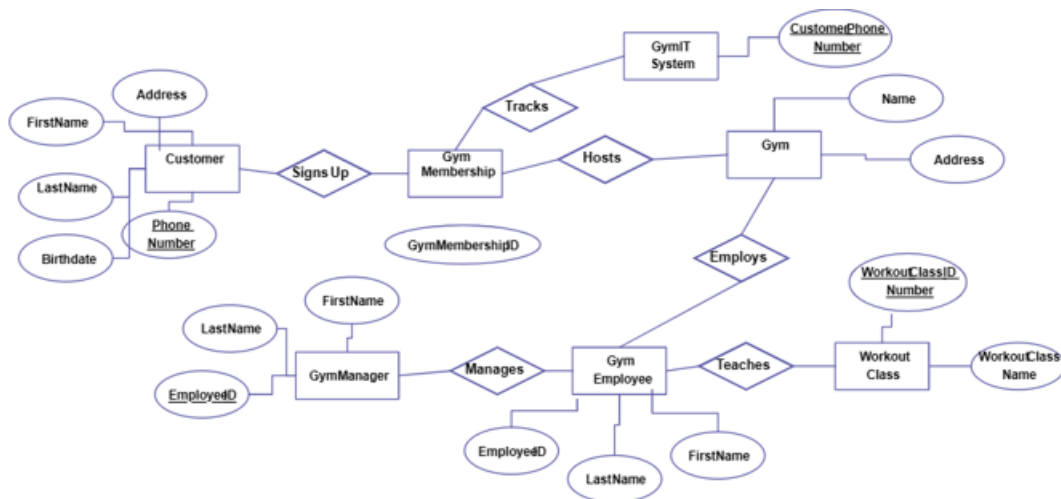 Customer Phone
Number
GymIT
System
Address
Name
Tracks
FirstName
Customer
Signs Up
Gym
Membership
Hosts
Gym
Address
LastName
Phone
Number
GymMembershipID
Birthdate
Employs
WorkoutClassID
Number
FirstName
LastName
GymManager
Manages
Gym
Employee
Teaches
Workout
Class
WorkoutClass
Name
EmployeeID
EmployeeID
LastName
FirstName